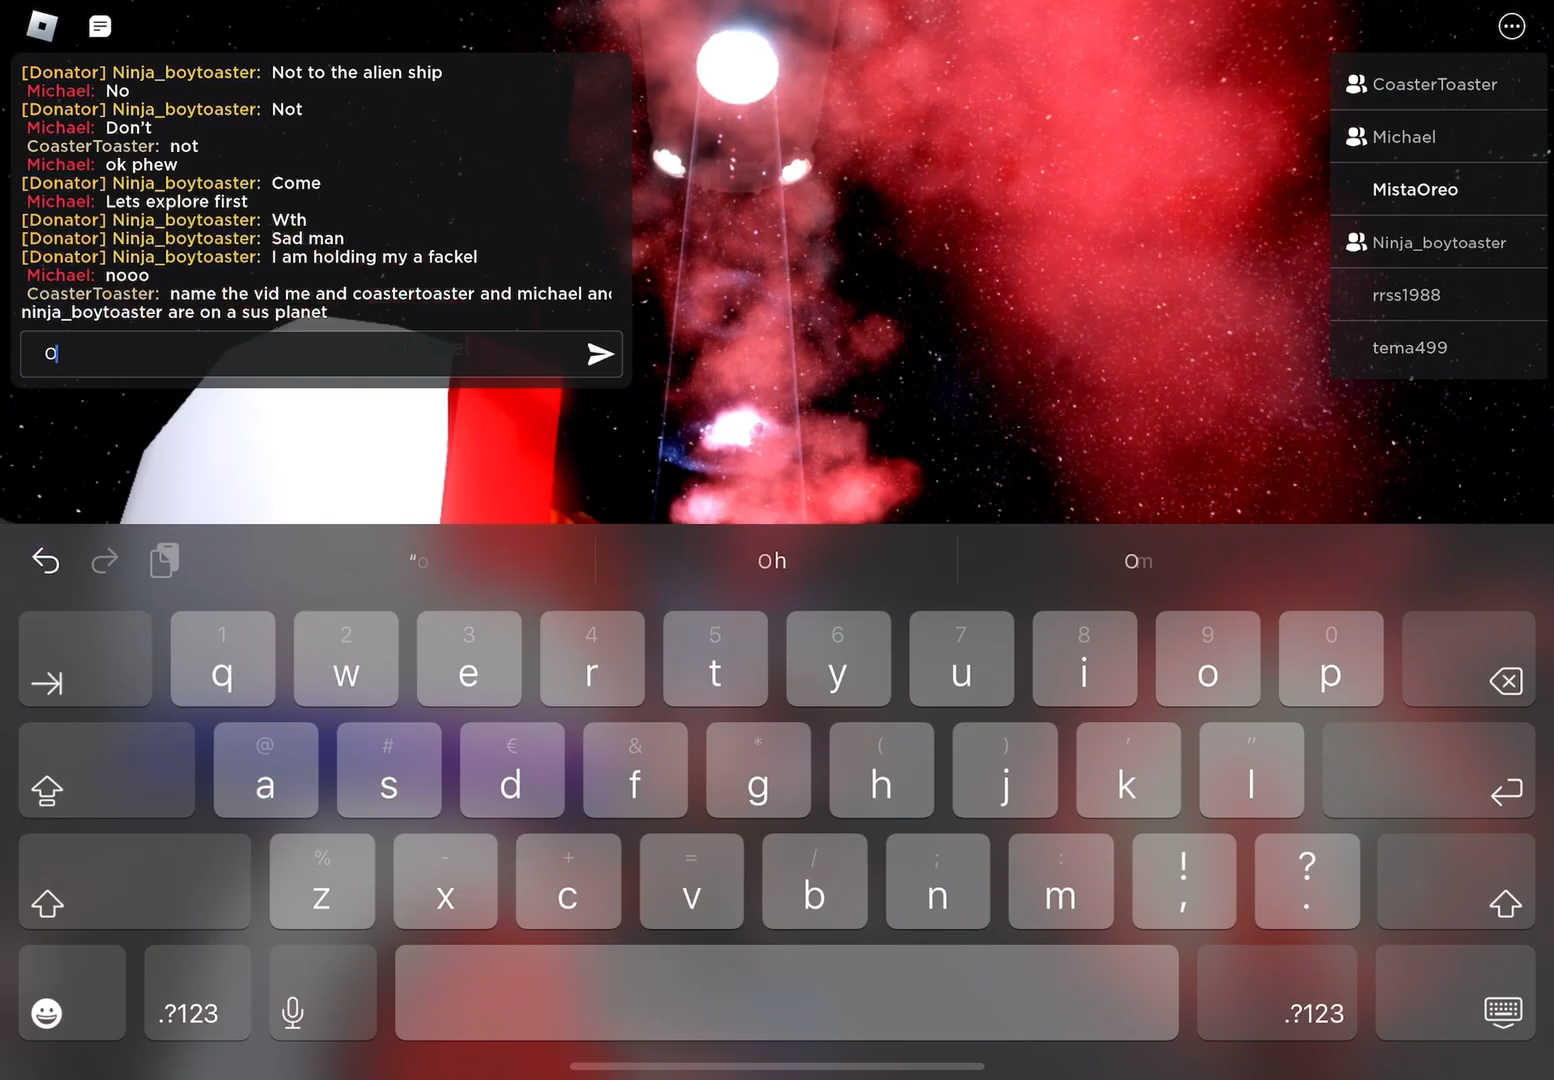 [Donator] Ninja_boytoaster: Not to the alien ship
Michael: No
[Donator] Ninja_boytoaster: Not
Michael: Don't
CoasterToaster: not
Michael: ok phew
[Donator] Ninja_boytoaster: Come
Michael: Lets explore first
[Donator] Ninja_boytoaster: Wth
[Donator] Ninja_boytoaster: Sad man
[Donator] Ninja_boytoaster: I am holding my a fackel
Michael: nooo
CoasterToaster: name the vid me and coastertoaster and michael and
ninja_boytoaster are on a sus planet
O
CoasterToaster
Michael
MistaOreo
Ninja_boytoaster
rrss1988
tema499
“o Oh Om
1 2 3 4 5 6 7 8 9 0
q w e r t y u i o p
@ # € & * ( ) ' "
a s d f g h j k l
% - + = / ; : ! ?
z x c v b n m , .
.?123 .?123